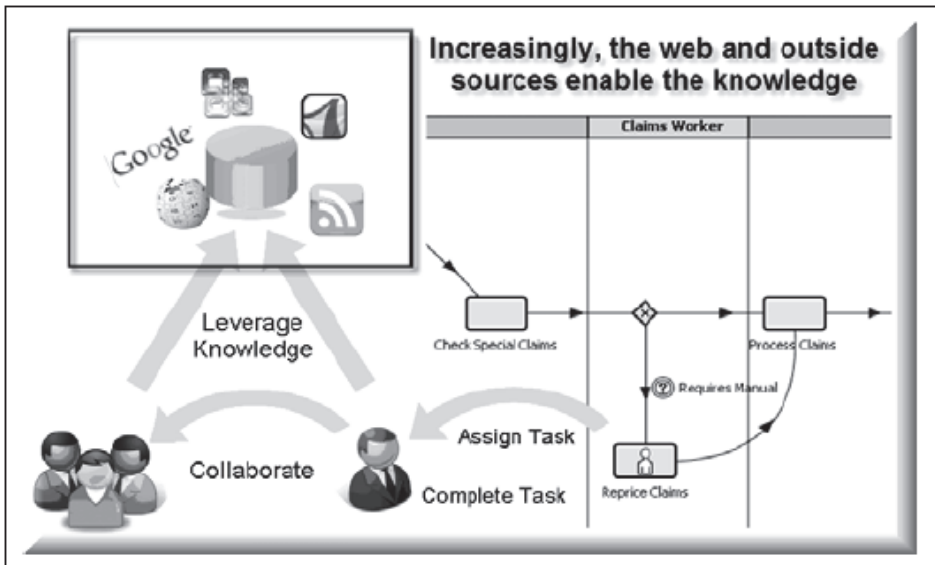 Increasingly, the web and outside
sources enable the knowledge
Google
Claims Worker
Leverage
Knowledge
Check Special Claims
Process Claims
Requires Manual
Assign Task
Collaborate
Complete Task
Reprice Claims